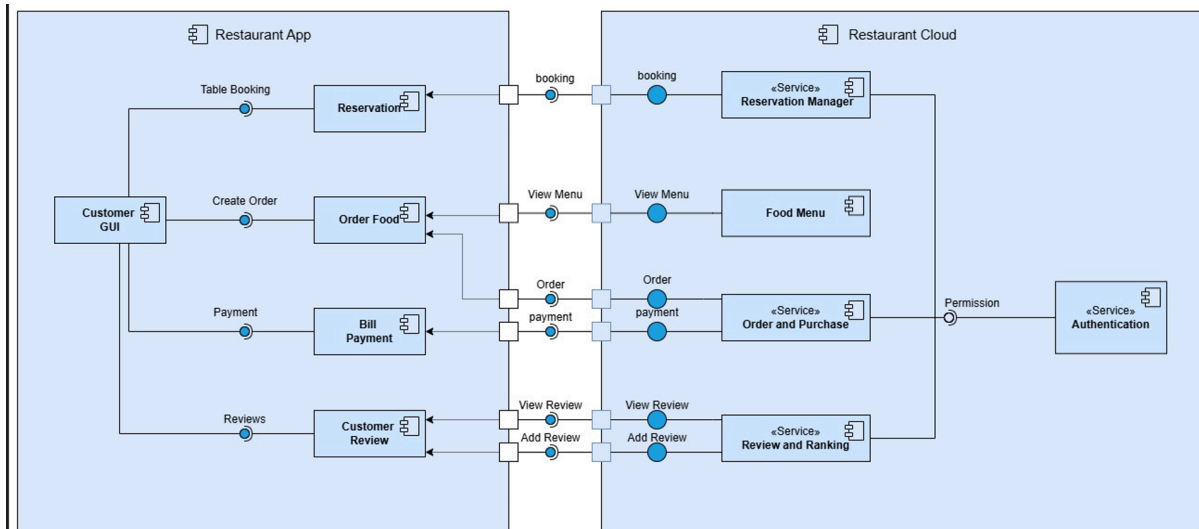 Restaurant App
Restaurant Cloud
Table Booking
Reservation
booking
booking
«Service»
Reservation Manager
Customer
GUI
Create Order
Order Food
View Menu
View Menu
Food Menu
Order
Order
Payment
Bill
Payment
payment
payment
«Service»
Order and Purchase
Permission
«Service»
Authentication
Reviews
Customer
Review
View Review
View Review
Add Review
Add Review
«Service»
Review and Ranking